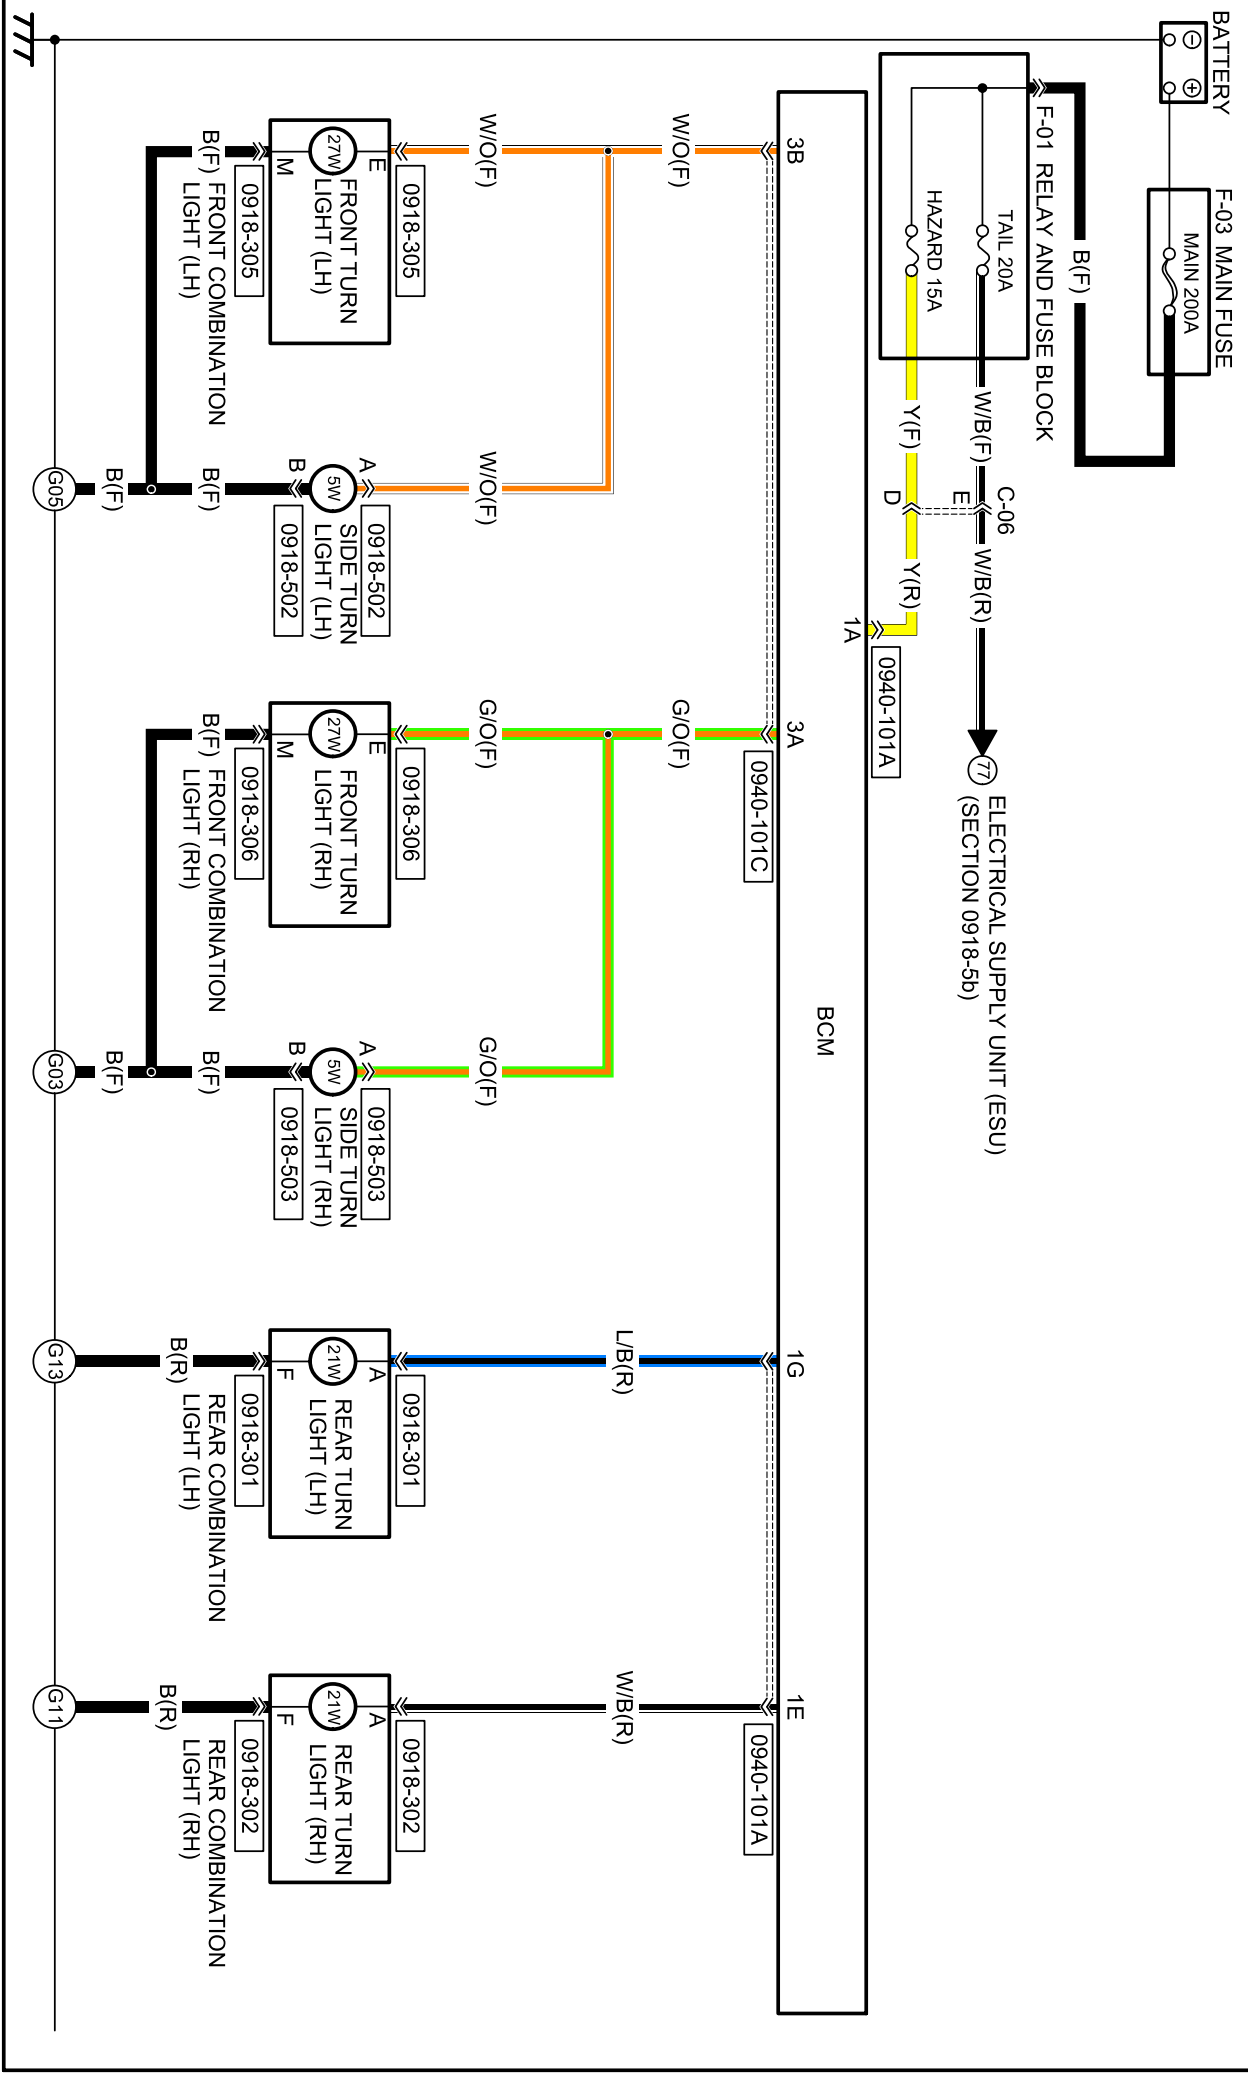 BATTERY
F-03 MAIN FUSE
MAIN 200A
B(F)
F-01 RELAY AND FUSE BLOCK
TAIL 20A
HAZARD 15A
W/B(F)
Y(F)
C-06
E
D
W/B(R)
Y(R)
77
ELECTRICAL SUPPLY UNIT (ESU)
(SECTION 0918-5b)
1A
0940-101A
BCM
3B
3A
0940-101C
1G
1E
0940-101A
W/O(F)
G/O(F)
L/B(R)
W/B(R)
W/O(F)
W/O(F)
G/O(F)
G/O(F)
E
0918-305
27W
FRONT TURN
LIGHT (LH)
M
0918-305
FRONT COMBINATION
LIGHT (LH)
B(F)
A
0918-502
5W
SIDE TURN
LIGHT (LH)
B
0918-502
B(F)
B(F)
G05
E
0918-306
27W
FRONT TURN
LIGHT (RH)
M
0918-306
FRONT COMBINATION
LIGHT (RH)
B(F)
A
0918-503
5W
SIDE TURN
LIGHT (RH)
B
0918-503
B(F)
B(F)
G03
A
0918-301
21W
REAR TURN
LIGHT (LH)
F
0918-301
REAR COMBINATION
LIGHT (LH)
B(R)
G13
A
0918-302
21W
REAR TURN
LIGHT (RH)
F
0918-302
REAR COMBINATION
LIGHT (RH)
B(R)
G11